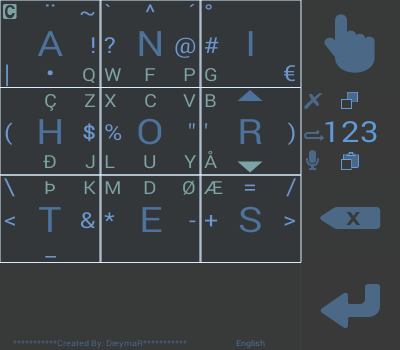 C ¨ ~ ` ^ ´ °
A ! ? N @ # I
| • Q W F P G €
Ç Z X C V B
( H $ % O " ' R )
Ð J L U Y Å
\ Þ K M D Ø Æ = /
< T & * E - + S >
_
123
X
***********Created By: DreymaR***********
English